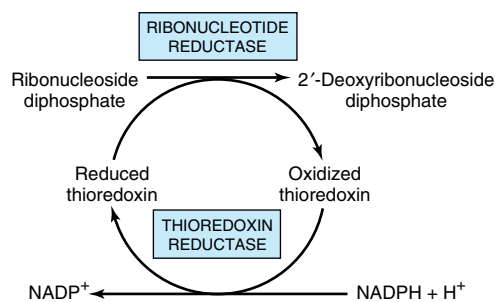 RIBONUCLEOTIDE
REDUCTASE
Ribonucleoside
diphosphate
2′-Deoxyribonucleoside
diphosphate
Reduced
thioredoxin
Oxidized
thioredoxin
THIOREDOXIN
REDUCTASE
NADP⁺
NADPH + H⁺